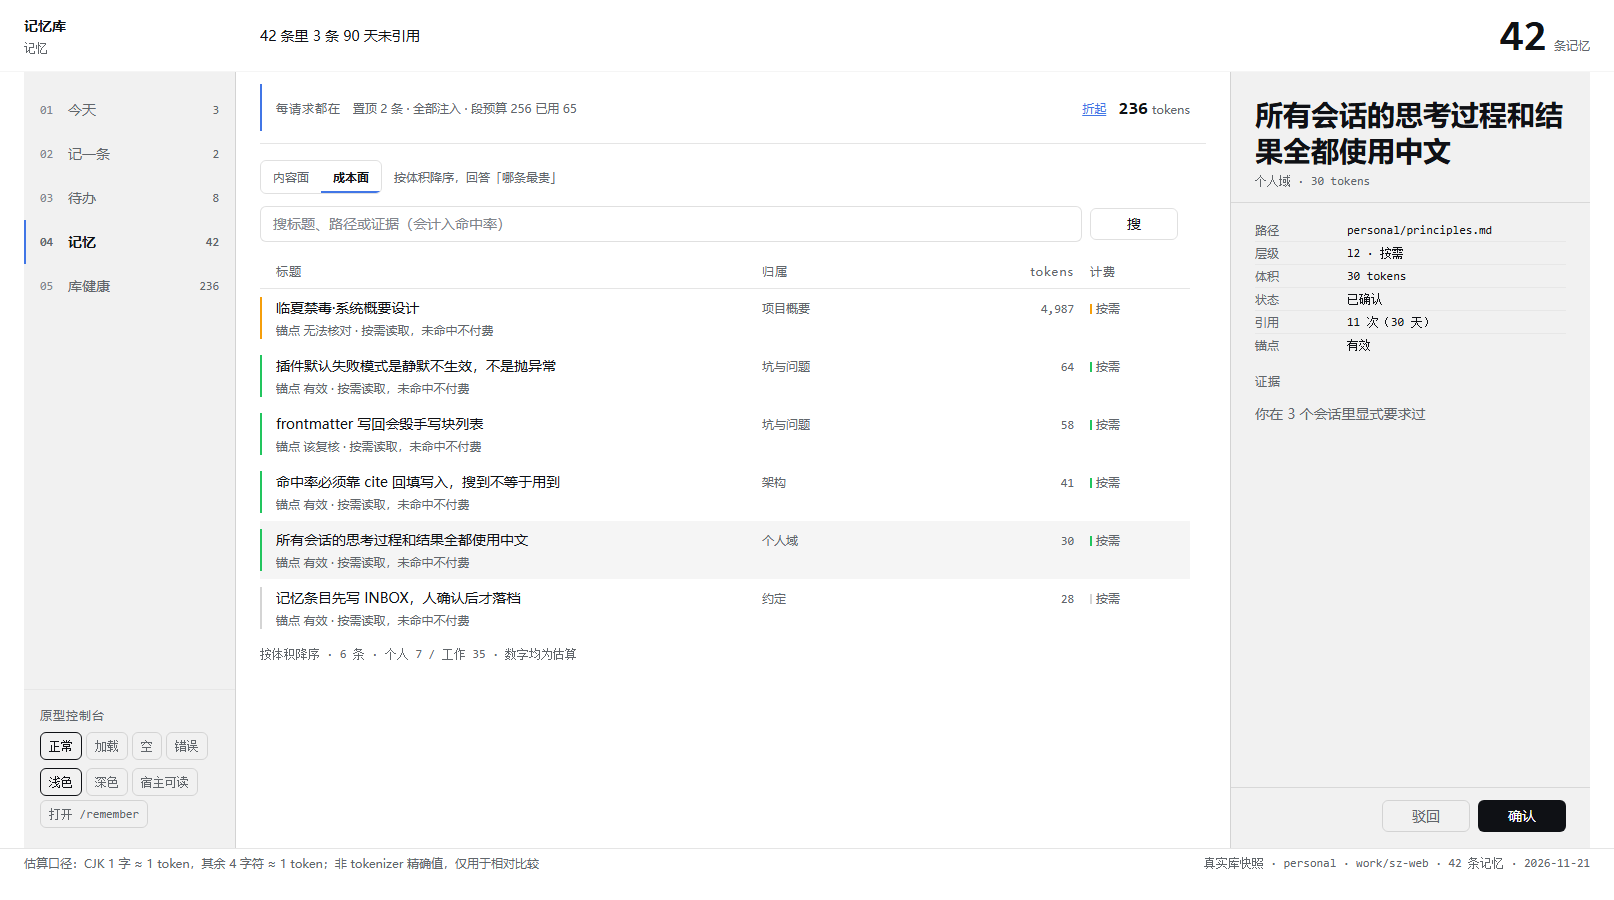 记忆库
记忆
42 条里 3 条 90 天未引用
42 条记忆
01 今天 3
02 记一条 2
03 待办 8
04 记忆 42
05 库健康 236
原型控制台
正常 加载 空 错误
浅色 深色 宿主可读
打开 /remember
每请求都在 置顶 2 条 · 全部注入 · 段预算 256 已用 65 折起 236 tokens
内容面 成本面 按体积降序，回答「哪条最贵」
搜标题、路径或证据（会计入命中率） 搜
标题 归属 tokens 计费
临夏禁毒·系统概要设计 项目概要 4,987 按需
锚点 无法核对 · 按需读取，未命中不付费
插件默认失败模式是静默不生效，不是抛异常 坑与问题 64 按需
锚点 有效 · 按需读取，未命中不付费
frontmatter 写回会毁手写块列表 坑与问题 58 按需
锚点 该复核 · 按需读取，未命中不付费
命中率必须靠 cite 回填写入，搜到不等于用到 架构 41 按需
锚点 有效 · 按需读取，未命中不付费
所有会话的思考过程和结果全都使用中文 个人域 30 按需
锚点 有效 · 按需读取，未命中不付费
记忆条目先写 INBOX，人确认后才落档 约定 28 按需
锚点 有效 · 按需读取，未命中不付费
按体积降序 · 6 条 · 个人 7 / 工作 35 · 数字均为估算
所有会话的思考过程和结
果全都使用中文
个人域 · 30 tokens
路径 personal/principles.md
层级 12 · 按需
体积 30 tokens
状态 已确认
引用 11 次（30 天）
锚点 有效
证据
你在 3 个会话里显式要求过
驳回 确认
估算口径：CJK 1 字 ≈ 1 token，其余 4 字符 ≈ 1 token；非 tokenizer 精确值，仅用于相对比较
真实库快照 · personal · work/sz-web · 42 条记忆 · 2026-11-21